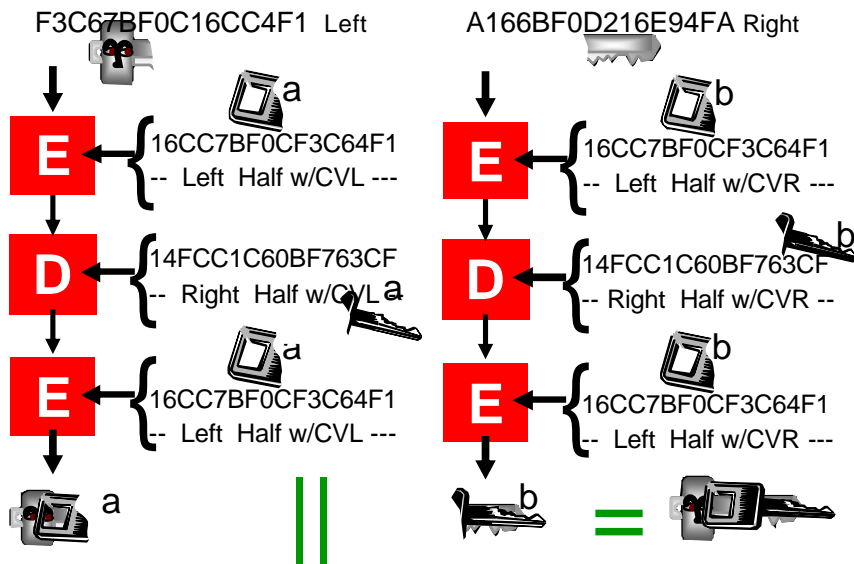 F3C67BF0C16CC4F1 Left
a
E
16CC7BF0CF3C64F1
-- Left Half w/CVL ---
D
14FCC1C60BF763CF
-- Right Half w/CVL
a
a
E
16CC7BF0CF3C64F1
-- Left Half w/CVL ---
a
||
A166BF0D216E94FA Right
b
E
16CC7BF0CF3C64F1
-- Left Half w/CVR ---
b
D
14FCC1C60BF763CF
-- Right Half w/CVR --
b
E
16CC7BF0CF3C64F1
-- Left Half w/CVR ---
b
=